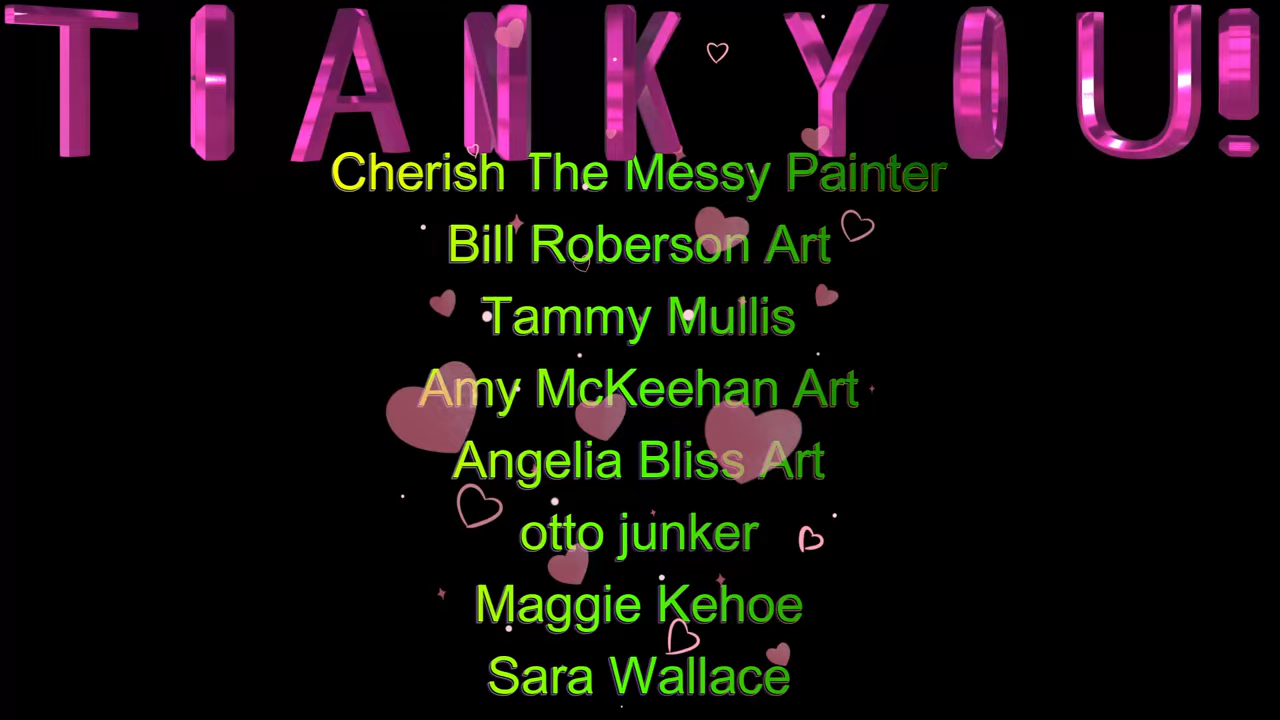 THANK YOU!
Cherish The Messy Painter
Bill Roberson Art
Tammy Mullis
Amy McKeehan Art
Angelia Bliss Art
otto junker
Maggie Kehoe
Sara Wallace